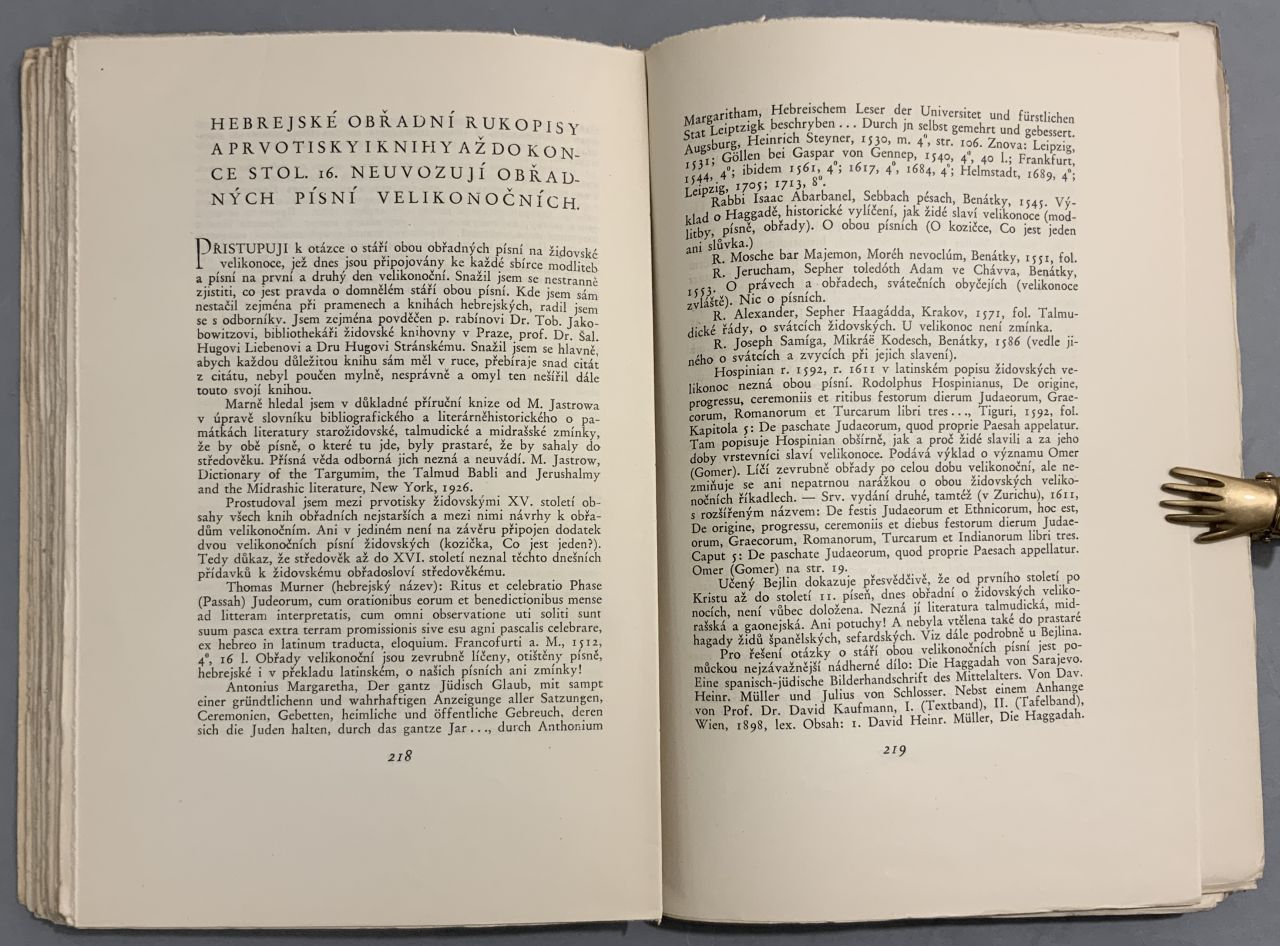 HEBREJSKÉ OBŘADNÍ RUKOPISY
A PRVOTISKY I KNIHY AŽ DO KON-
CE STOL. 16. NEUVOZUJÍ OBŘAD-
NÝCH PÍSNÍ VELIKONOČNÍCH.
PŘISTUPUJI k otázce o stáří obou obřadných písní na židovské
velikonoce, jež dnes jsou připojovány ke každé sbírce modliteb
a písní na první a druhý den velikonoční. Snažil jsem se nestranně
zjistiti, co jest pravda o domnělém stáří obou písní. Kde jsem sám
nestačil zejména při pramenech a knihách hebrejských, radil jsem
se s odborníky. Jsem zejména povděčen p. rabínovi Dr. Tob. Jako-
bowitzovi, bibliothekáři židovské knihovny v Praze, prof. Dr. Šal.
Hugovi Liebenovi a Dru Hugovi Stránskému. Snažil jsem se hlavně,
abych každou důležitou knihu sám měl v ruce, přebíraje snad citát
z citátu, nebyl poučen mylně, nesprávně a omyl ten nešířil dále
touto svojí knihou.
Marně hledal jsem v důkladné příruční knize od M. Jastrowa
v úpravě slovníku bibliografického a literárněhistorického o pa-
mátkách literatury starožidovské, talmudické a midrašské zmínky,
že by obě písně, o které tu jde, byly prastaré, že by sahaly do
středověku. Přísná věda odborná jich nezná a neuvádí. M. Jastrow,
Dictionary of the Targumim, the Talmud Babli and Jerushalmy
and the Midrashic literature, New York, 1926.
Prostudoval jsem mezi prvotisky židovskými XV. století ob-
sahy všech knih obřadních nejstarších a mezi nimi návrhy k obřa-
dům velikonočním. Ani v jediném není na závěru připojen dodatek
dvou velikonočních písní židovských (kozička, Co jest jeden?).
Tedy důkaz, že středověk až do XVI. století neznal těchto dnešních
přídavků k židovskému obřadosloví středověkému.
Thomas Murner (hebrejský název): Ritus et celebratio Phase
(Passah) Judeorum, cum orationibus eorum et benedictionibus mense
ad litteram interpretatis, cum omni observatione uti soliti sunt
suum pasca extra terram promissionis sive esu agni pascalis celebrare,
ex hebreo in latinum traducta, eloquium. Francofurti a. M., 1512,
4°, 16 l. Obřady velikonoční jsou zevrubně líčeny, otištěny písně,
hebrejské i v překladu latinském, o našich písních ani zmínky!
Antonius Margaretha, Der gantz Jüdisch Glaub, mit sampt
einer gründtlichenn und wahrhaftigen Anzeigunge aller Satzungen,
Ceremonien, Gebetten, heimliche und öffentliche Gebreuch, deren
sich die Juden halten, durch das gantze Jar . . ., durch Anthonium
218
Margaritham, Hebreischem Leser der Universitet und fürstlichen
Stat Leiptzigk beschryben . . . Durch jn selbst gemehrt und gebessert.
Augsburg, Heinrich Steyner, 1530, m. 4°, str. 106. Znova: Leipzig,
1531; Göllen bei Gaspar von Gennep, 1540, 4°, 40 l.; Frankfurt,
1544, 4°; ibidem 1561, 4°; 1617, 4°, 1684, 4°; Helmstadt, 1689, 4°;
Leipzig, 1705; 1713, 8°.
Rabbi Isaac Abarbanel, Sebbach pésach, Benátky, 1545. Vý-
klad o Haggadě, historické vylíčení, jak židé slaví velikonoce (mod-
litby, písně, obřady). O obou písních (O kozičce, Co jest jeden
ani slůvka.)
R. Mosche bar Majemon, Moréh nevoclúm, Benátky, 1551, fol.
R. Jerucham, Sepher toledóth Adam ve Chávva, Benátky,
1553. O právech a obřadech, svátečních obyčejích (velikonoce
zvláště). Nic o písních.
R. Alexander, Sepher Haagádda, Krakov, 1571, fol. Talmu-
dické řády, o svátcích židovských. U velikonoc není zmínka.
R. Joseph Samíga, Mikráë Kodesch, Benátky, 1586 (vedle ji-
ného o svátcích a zvycích při jejich slavení).
Hospinian r. 1592, r. 1611 v latinském popisu židovských ve-
likonoc nezná obou písní. Rodolphus Hospinianus, De origine,
progressu, ceremoniis et ritibus festorum dierum Judaeorum, Grae-
corum, Romanorum et Turcarum libri tres . . ., Tiguri, 1592, fol.
Kapitola 5: De paschate Judaeorum, quod proprie Paesah appelatur.
Tam popisuje Hospinian obšírně, jak a proč židé slavili a za jeho
doby vrstevníci slaví velikonoce. Podává výklad o významu Omer
(Gomer). Líčí zevrubně obřady po celou dobu velikonoční, ale ne-
zmiňuje se ani nepatrnou narážkou o obou židovských veliko-
nočních říkadlech. — Srv. vydání druhé, tamtéž (v Zurichu), 1611,
s rozšířeným názvem: De festis Judaeorum et Ethnicorum, hoc est,
De origine, progressu, ceremoniis et diebus festorum dierum Judae-
orum, Graecorum, Romanorum, Turcarum et Indianorum libri tres.
Caput 5: De paschate Judaeorum, quod proprie Paesach appellatur.
Omer (Gomer) na str. 19.
Učený Bejlin dokazuje přesvědčivě, že od prvního století po
Kristu až do století 11. píseň, dnes obřadní o židovských veliko-
nocích, není vůbec doložena. Nezná jí literatura talmudická, mid-
rašská a gaonejská. Ani potuchy! A nebyla vtělena také do prastaré
hagady židů španělských, sefardských. Viz dále podrobně u Bejlina.
Pro řešení otázky o stáří obou velikonočních písní jest po-
můckou nejzávažnější nádherné dílo: Die Haggadah von Sarajevo.
Eine spanisch-jüdische Bilderhandschrift des Mittelalters. Von Dav.
Heinr. Müller und Julius von Schlosser. Nebst einem Anhange
von Prof. Dr. David Kaufmann, I. (Textband), II. (Tafelband),
Wien, 1898, lex. Obsah: 1. David Heinr. Müller, Die Haggadah.
219